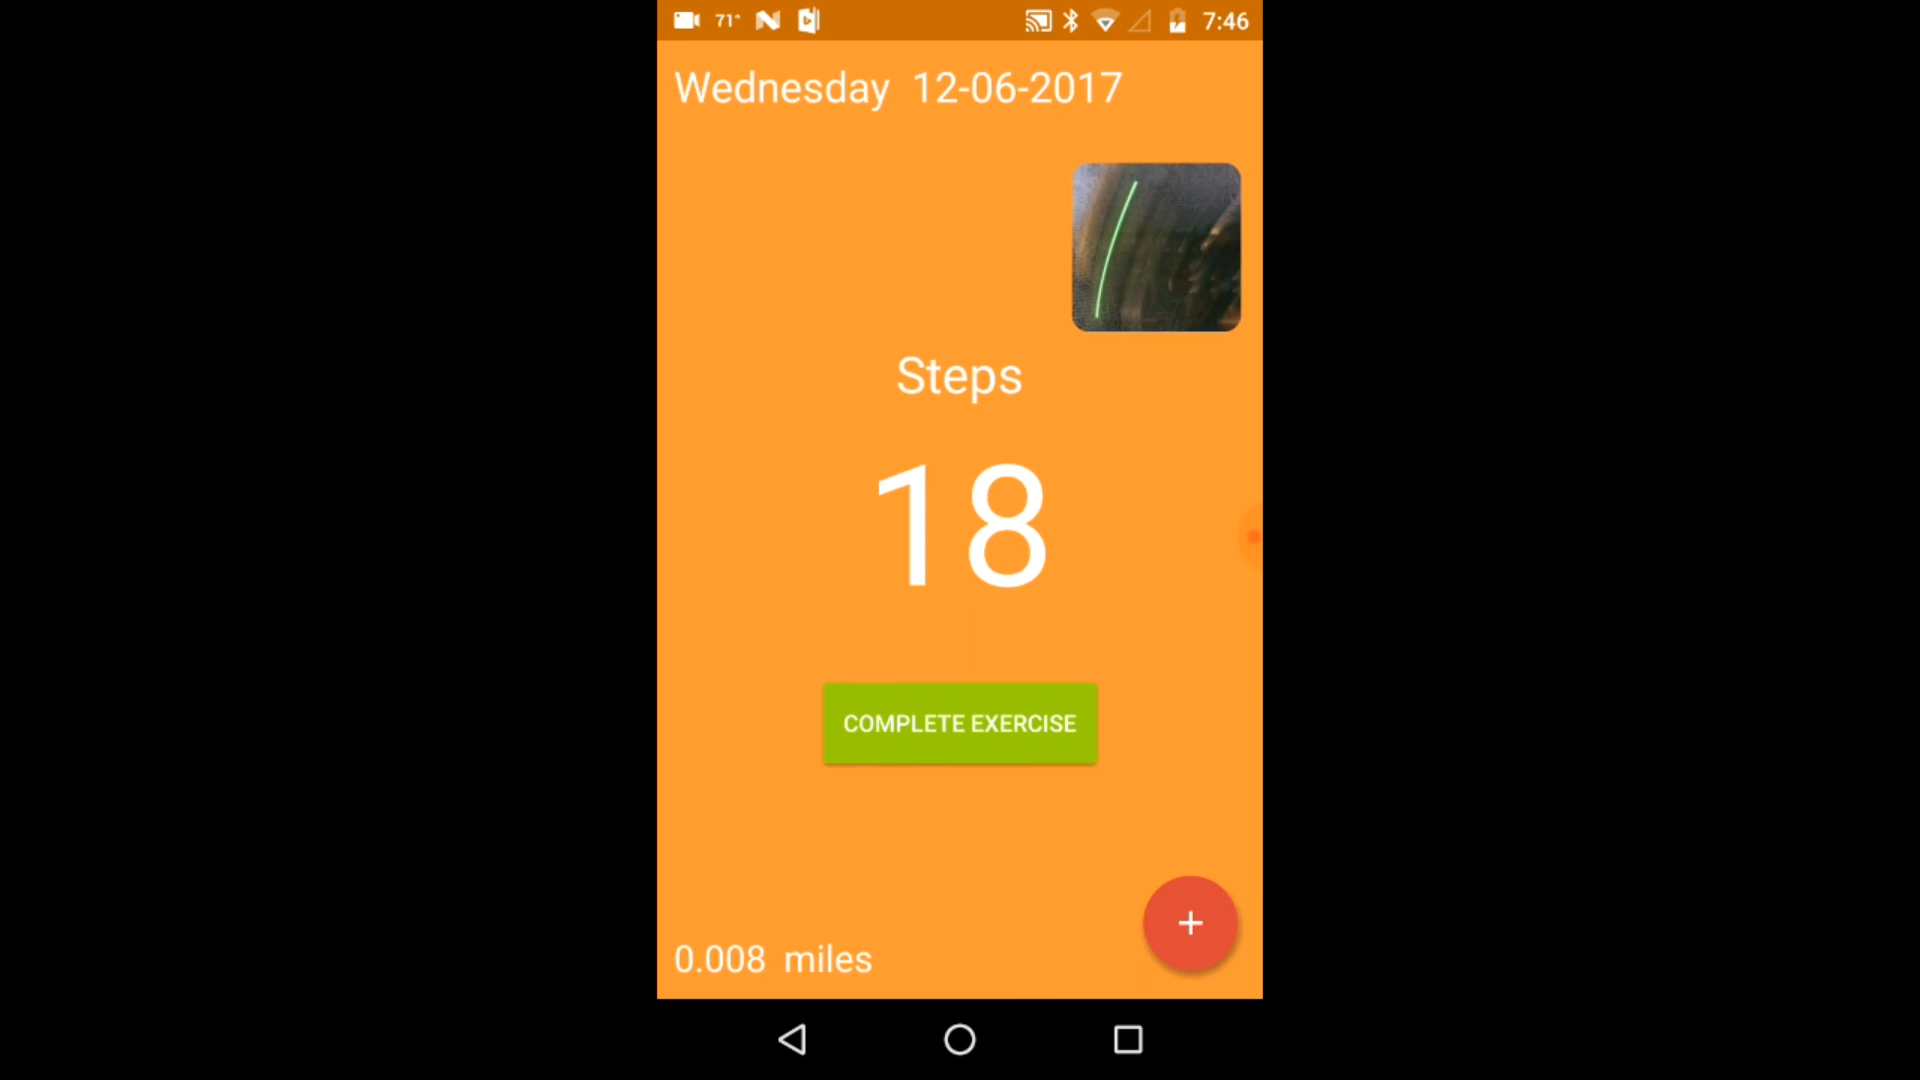 71° 7:46
Wednesday 12-06-2017
Steps
18
COMPLETE EXERCISE
0.008 miles